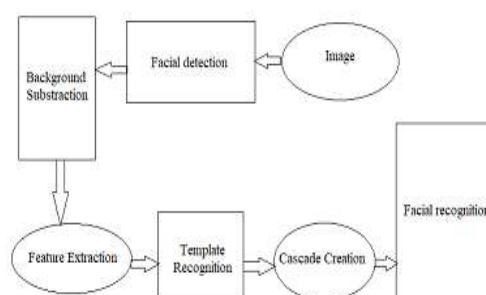 Image
Facial detection
Background
Substraction
Feature Extraction
Template
Recognition
Cascade Creation
Facial recognition